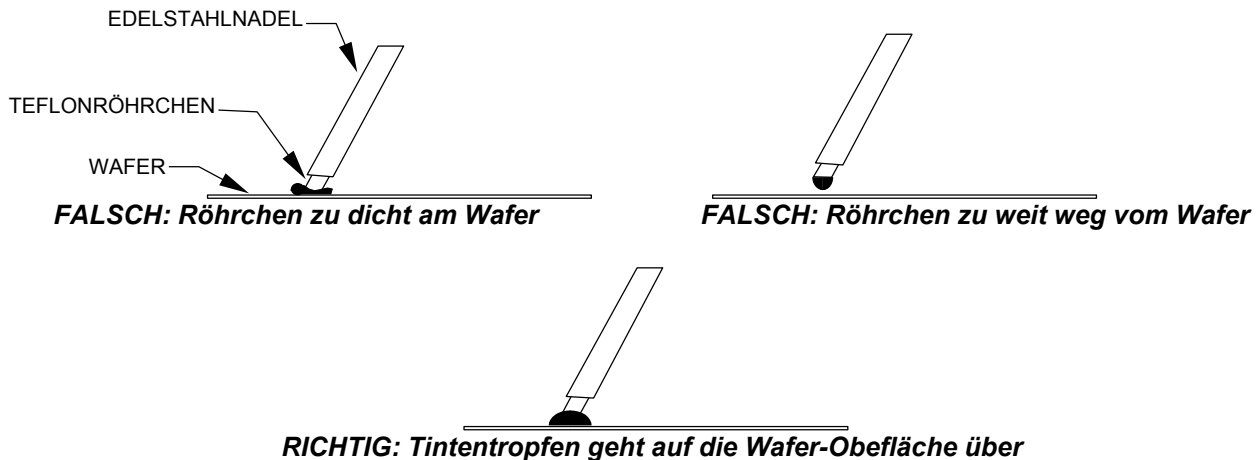 EDELSTAHLNADEL
TEFLONRÖHRCHEN
WAFER
FALSCH: Röhrchen zu dicht am Wafer
FALSCH: Röhrchen zu weit weg vom Wafer
RICHTIG: Tintentropfen geht auf die Wafer-Obefläche über